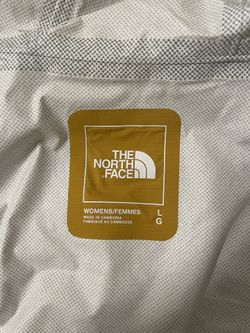 THE
NORTH
FACE
WOMENS/FEMMES L
MADE IN CAMBODIA G
FABRIQUÉ AU CAMBODGE